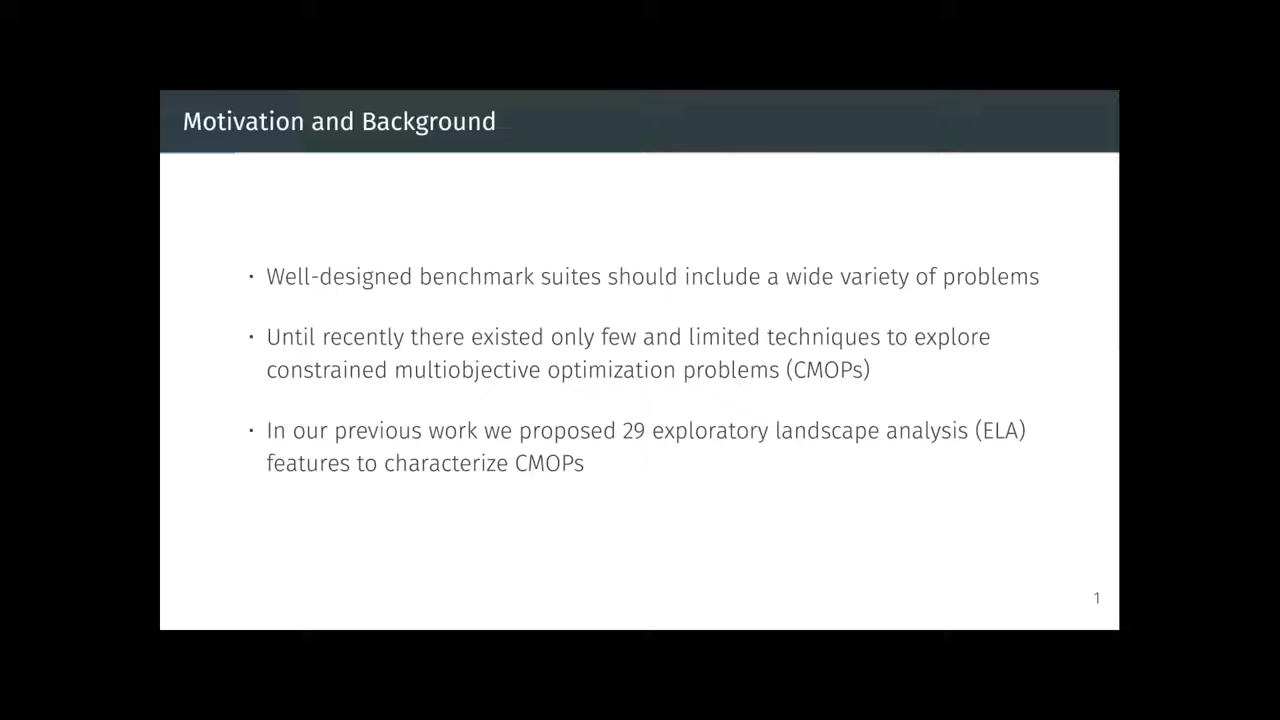 Motivation and Background
• Well-designed benchmark suites should include a wide variety of problems
• Until recently there existed only few and limited techniques to explore
constrained multiobjective optimization problems (CMOPs)
• In our previous work we proposed 29 exploratory landscape analysis (ELA)
features to characterize CMOPs
1